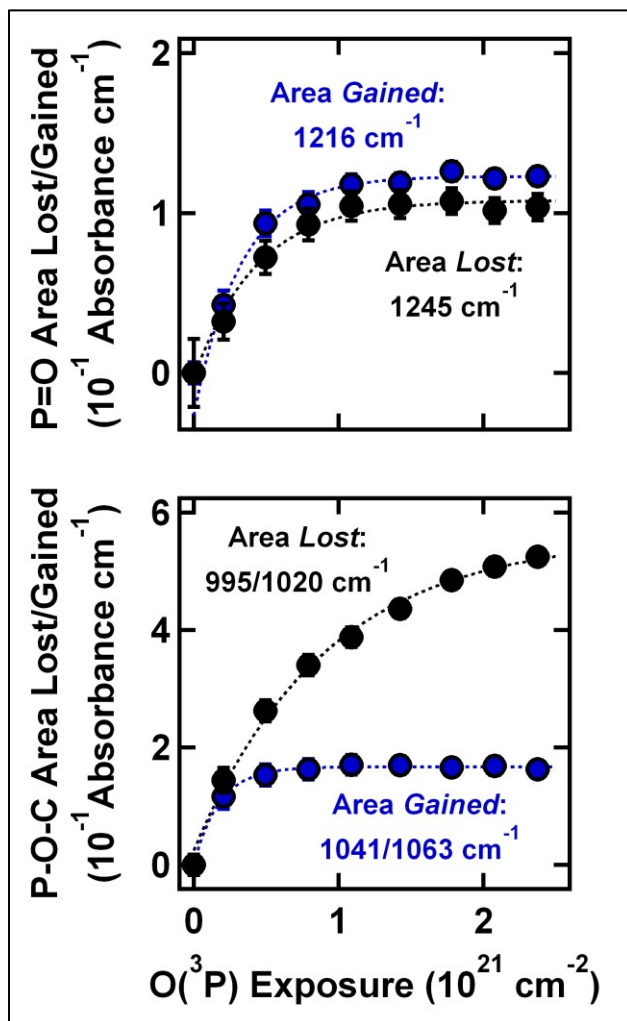 P=O Area Lost/Gained
(10⁻¹ Absorbance cm⁻¹)
2
1
0
Area Gained:
1216 cm⁻¹
Area Lost:
1245 cm⁻¹
P-O-C Area Lost/Gained
(10⁻¹ Absorbance cm⁻¹)
6
4
2
0
Area Lost:
995/1020 cm⁻¹
Area Gained:
1041/1063 cm⁻¹
0 1 2
O(³P) Exposure (10²¹ cm⁻²)